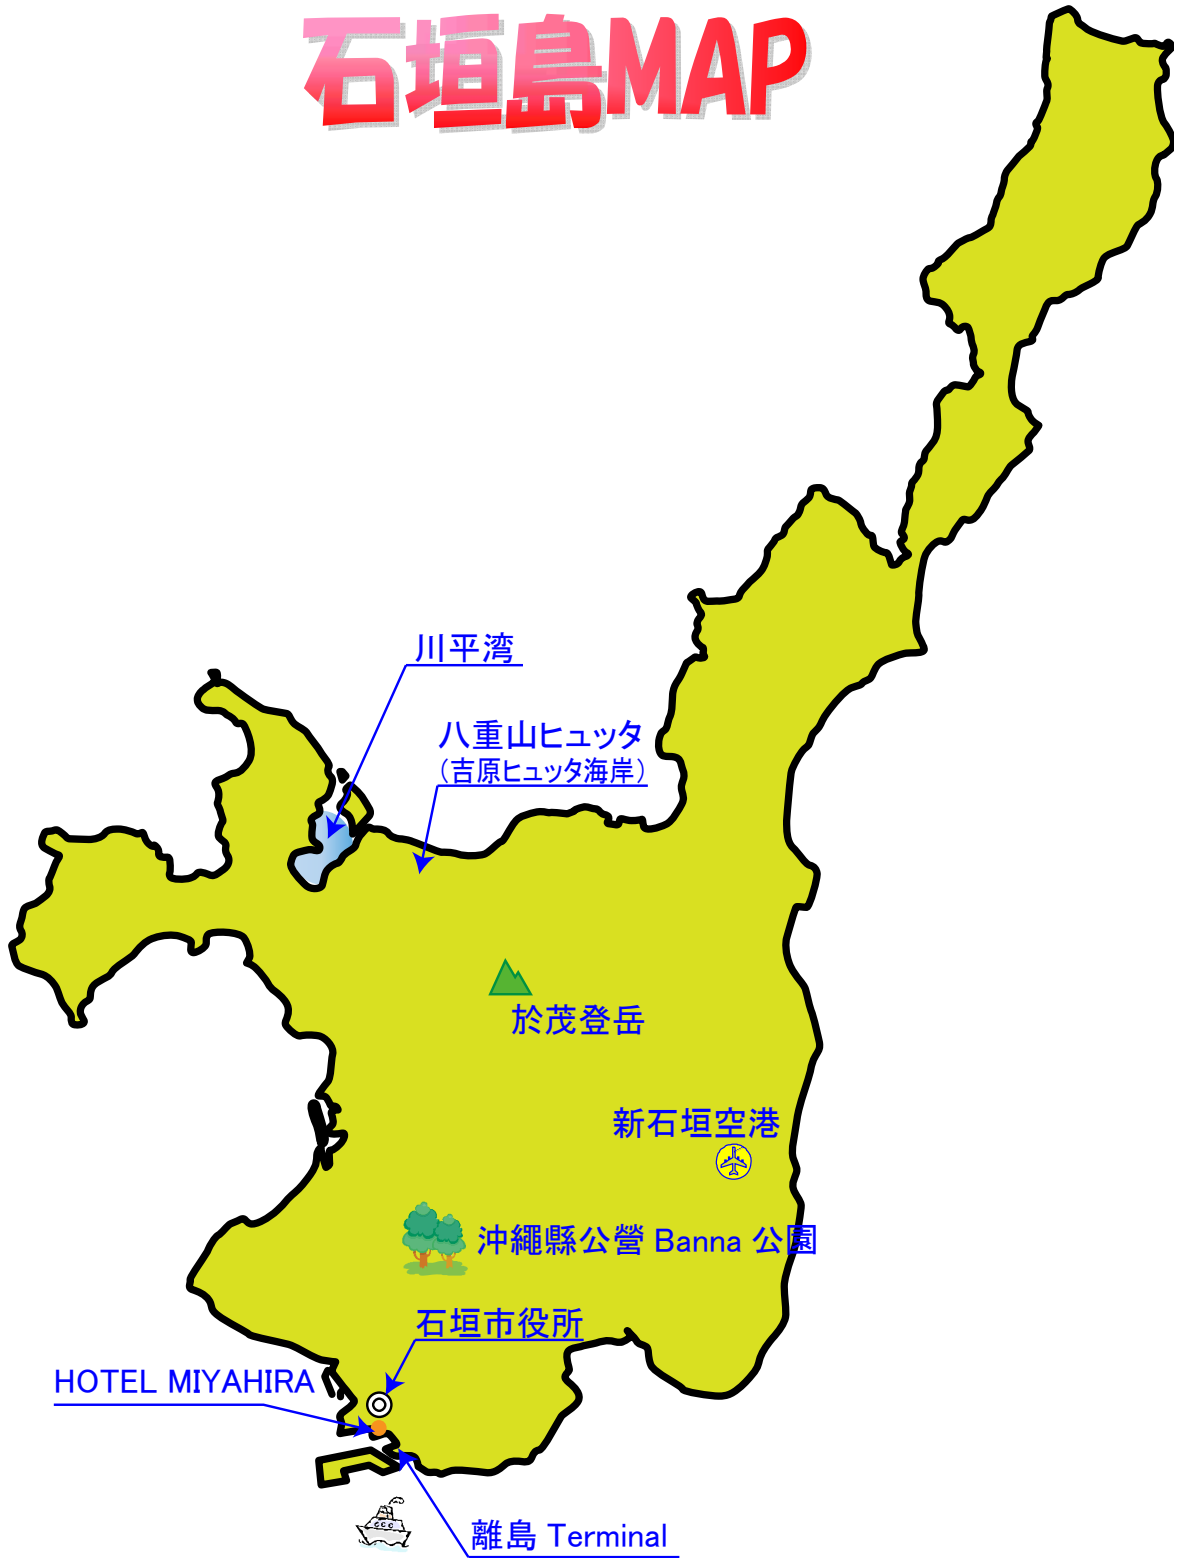 石垣島MAP
川平湾
八重山ヒュッタ
（吉原ヒュッタ海岸）
於茂登岳
新石垣空港
沖繩縣公營 Banna 公園
石垣市役所
HOTEL MIYAHIRA
離島 Terminal